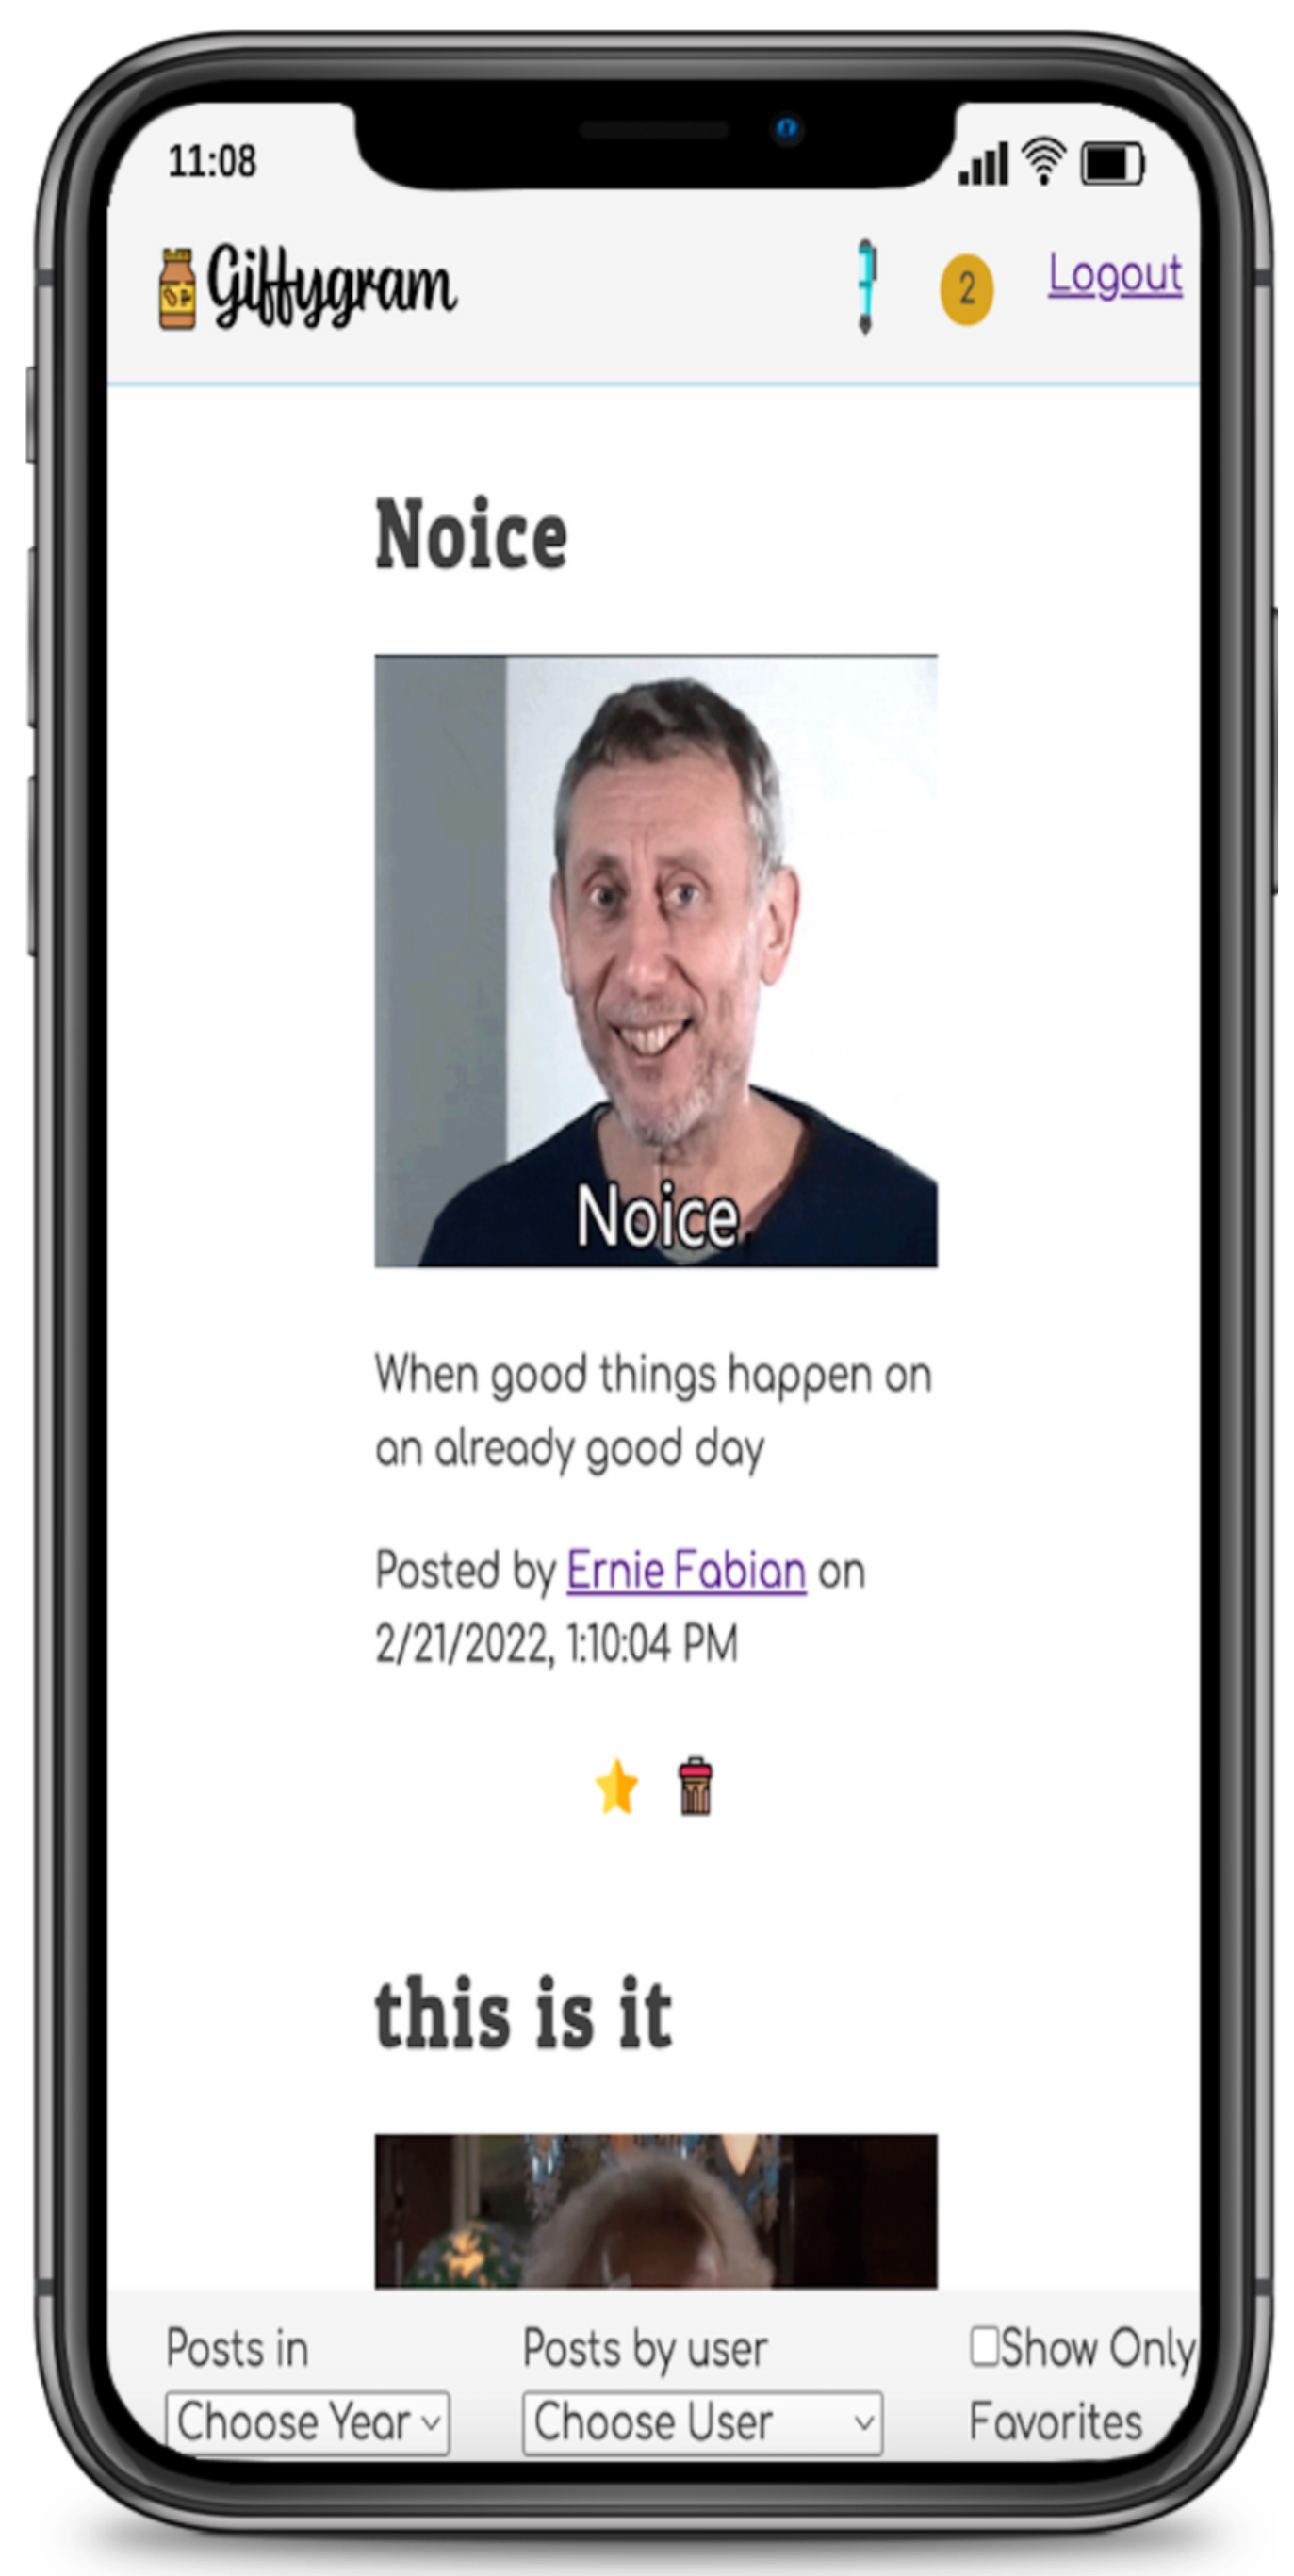 11:08
Giffygram
2
Logout
Noice
Noice
When good things happen on
an already good day
Posted by Ernie Fabian on
2/21/2022, 1:10:04 PM
this is it
Posts in
Choose Year
Posts by user
Choose User
Show Only
Favorites